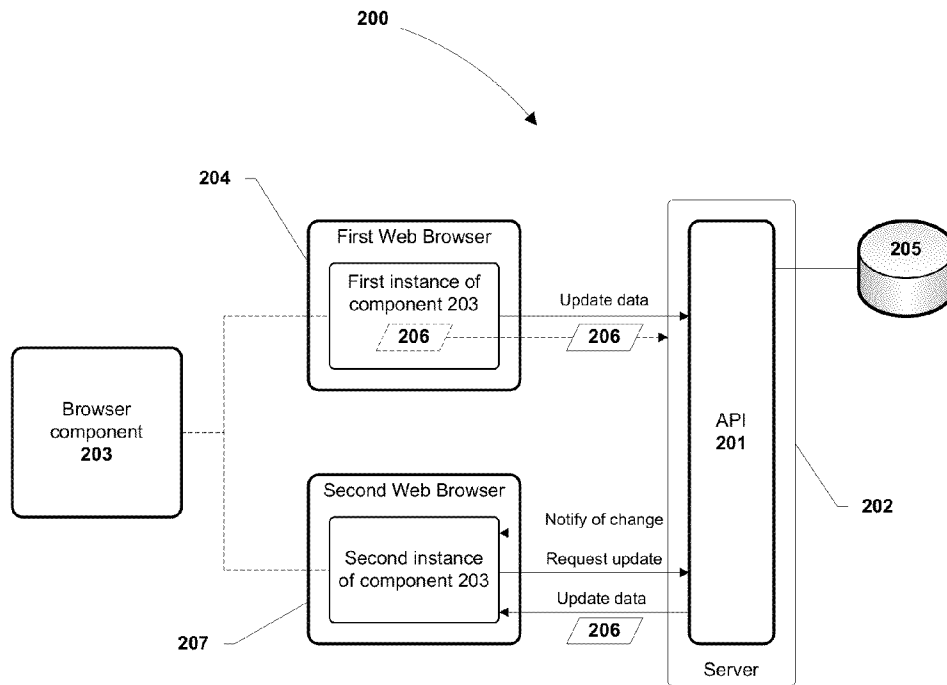 200
204
First Web Browser
First instance of
component 203
206
Update data
206
205
Browser
component
203
API
201
Second Web Browser
Second instance
of component 203
Notify of change
Request update
Update data
206
202
207
Server